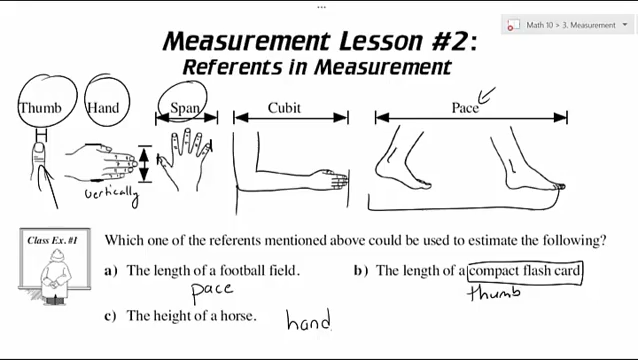 Math 10 > 3. Measurement
Measurement Lesson #2:
Referents in Measurement
Thumb Hand Span Cubit Pace
vertically
Class Ex. #1
Which one of the referents mentioned above could be used to estimate the following?
a) The length of a football field. b) The length of a compact flash card
pace thumb
c) The height of a horse. hand